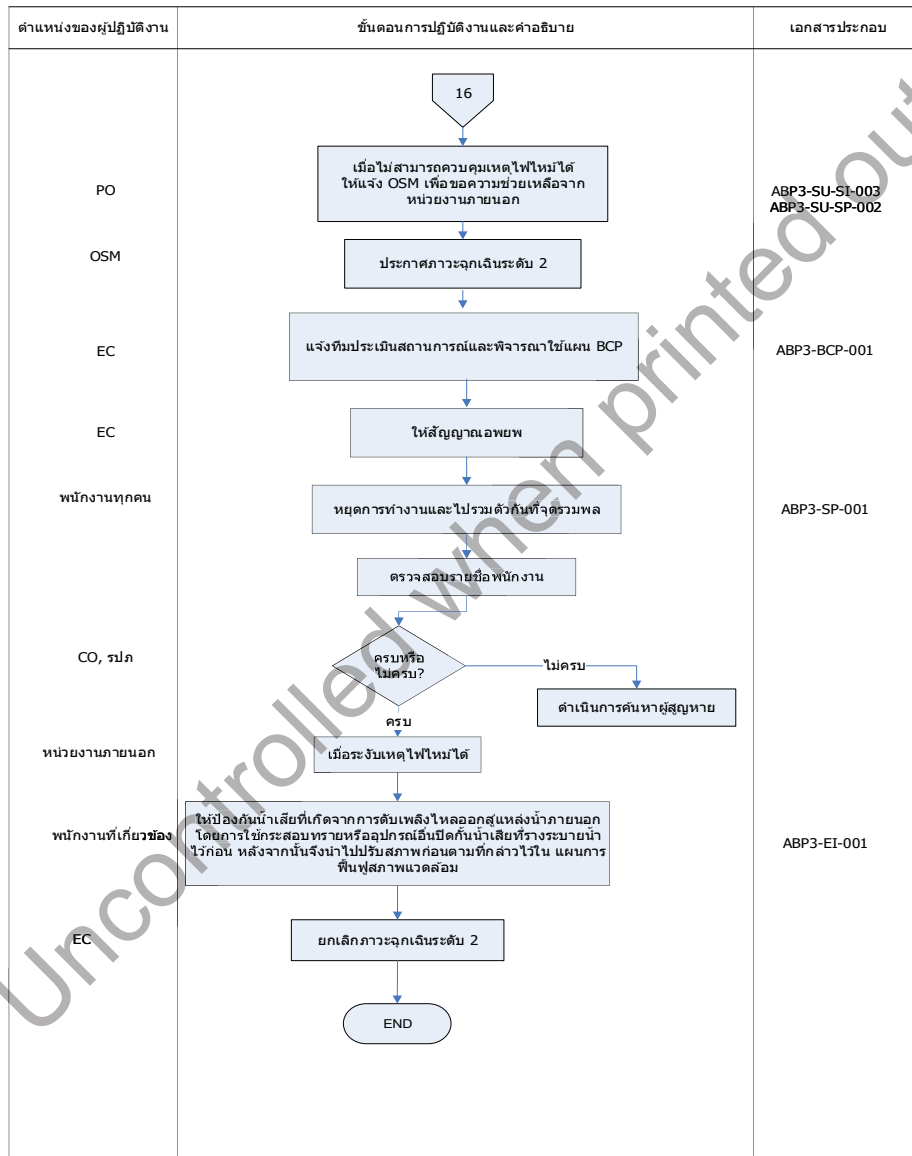 ตำแหน่งของผู้ปฏิบัติงาน
ขั้นตอนการปฏิบัติงานและคำอธิบาย
เอกสารประกอบ
16
PO
เมื่อไม่สามารถควบคุมเหตุไฟไหม้ได้
ให้แจ้ง OSM เพื่อขอความช่วยเหลือจาก
หน่วยงานภายนอก
ABP3-SU-SI-003
ABP3-SU-SP-002
OSM
ประกาศภาวะฉุกเฉินระดับ 2
EC
แจ้งทีมประเมินสถานการณ์และพิจารณาใช้แผน BCP
ABP3-BCP-001
EC
ให้สัญญาณอพยพ
พนักงานทุกคน
หยุดการทำงานและไปรวมตัวกันที่จุดรวมพล
ABP3-SP-001
ตรวจสอบรายชื่อพนักงาน
CO, รปภ
ครบหรือ
ไม่ครบ?
ไม่ครบ
ดำเนินการค้นหาผู้สูญหาย
ครบ
หน่วยงานภายนอก
เมื่อระงับเหตุไฟไหม้ได้
พนักงานที่เกี่ยวข้อง
ให้ป้องกันน้ำเสียที่เกิดจากการดับเพลิงไหลออกสู่แหล่งน้ำภายนอก
โดยการใช้กระสอบทรายหรืออุปกรณ์อื่นปิดกั้นน้ำเสียที่รางระบายน้ำ
ไว้ก่อน หลังจากนั้นจึงนำไปปรับสภาพก่อนตามที่กล่าวไว้ใน แผนการ
ฟื้นฟูสภาพแวดล้อม
ABP3-EI-001
EC
ยกเลิกภาวะฉุกเฉินระดับ 2
END
Uncontrolled when printed out